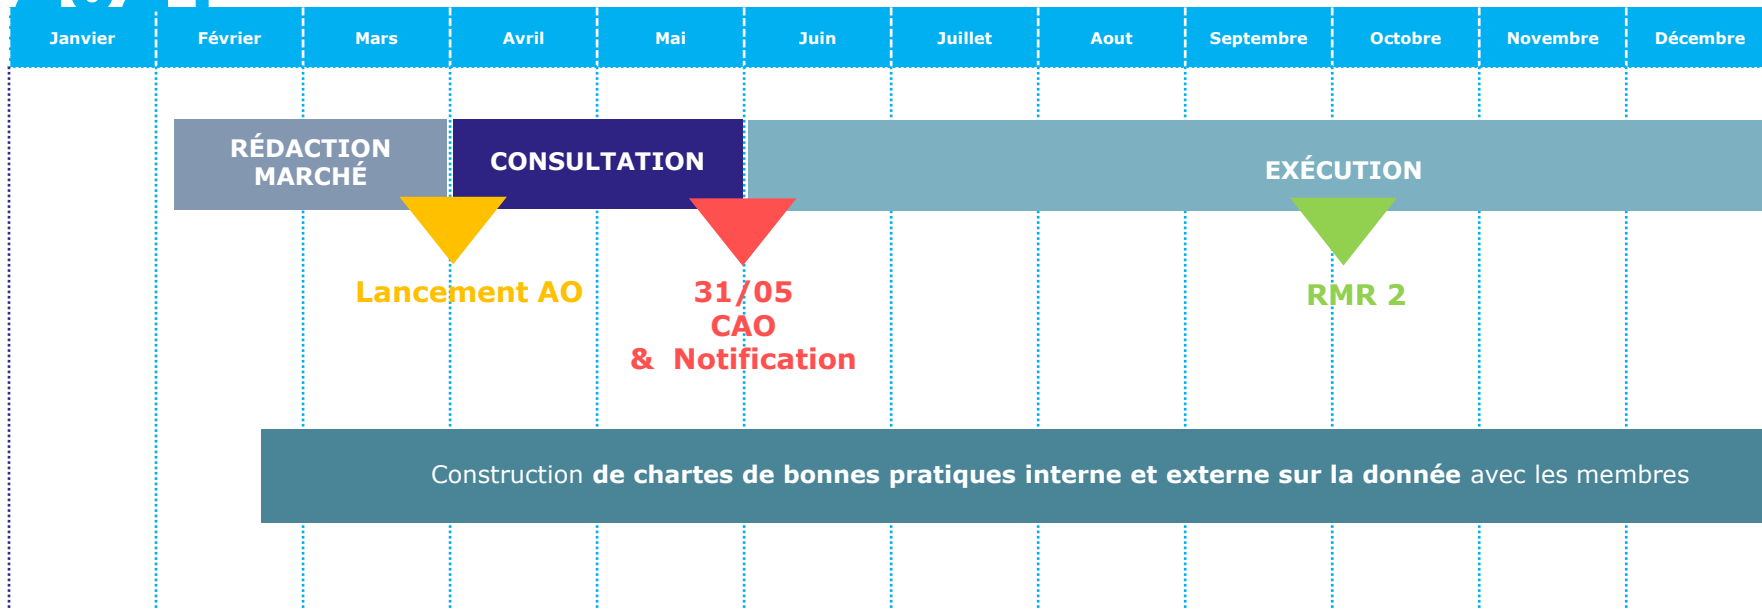 Janvier Février Mars Avril Mai Juin Juillet Aout Septembre Octobre Novembre Décembre
RÉDACTION
MARCHÉ
CONSULTATION
EXÉCUTION
Lancement AO
31/05
CAO
& Notification
RMR 2
Construction de chartes de bonnes pratiques interne et externe sur la donnée avec les membres